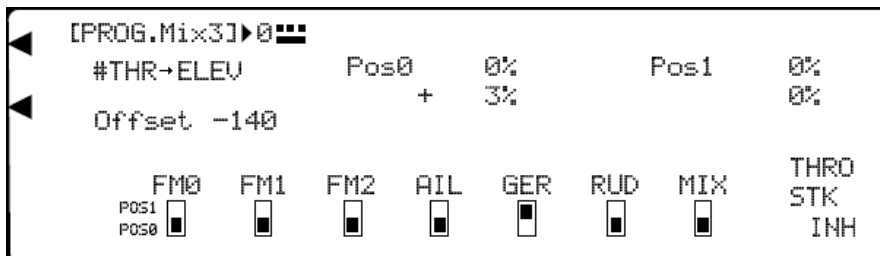 [PROG.Mix3]▶0
#THR→ELEV Pos0 0% Pos1 0%
+ 3% 0%
Offset -140
FM0 FM1 FM2 AIL GER RUD MIX THRO
POS1 STK
POS0 INH